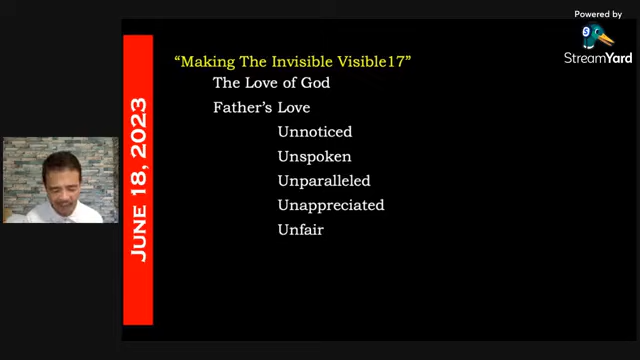 Powered by
StreamYard
"Making The Invisible Visible17"
The Love of God
Father's Love
Unnoticed
Unspoken
Unparalleled
Unappreciated
Unfair
JUNE 18, 2023